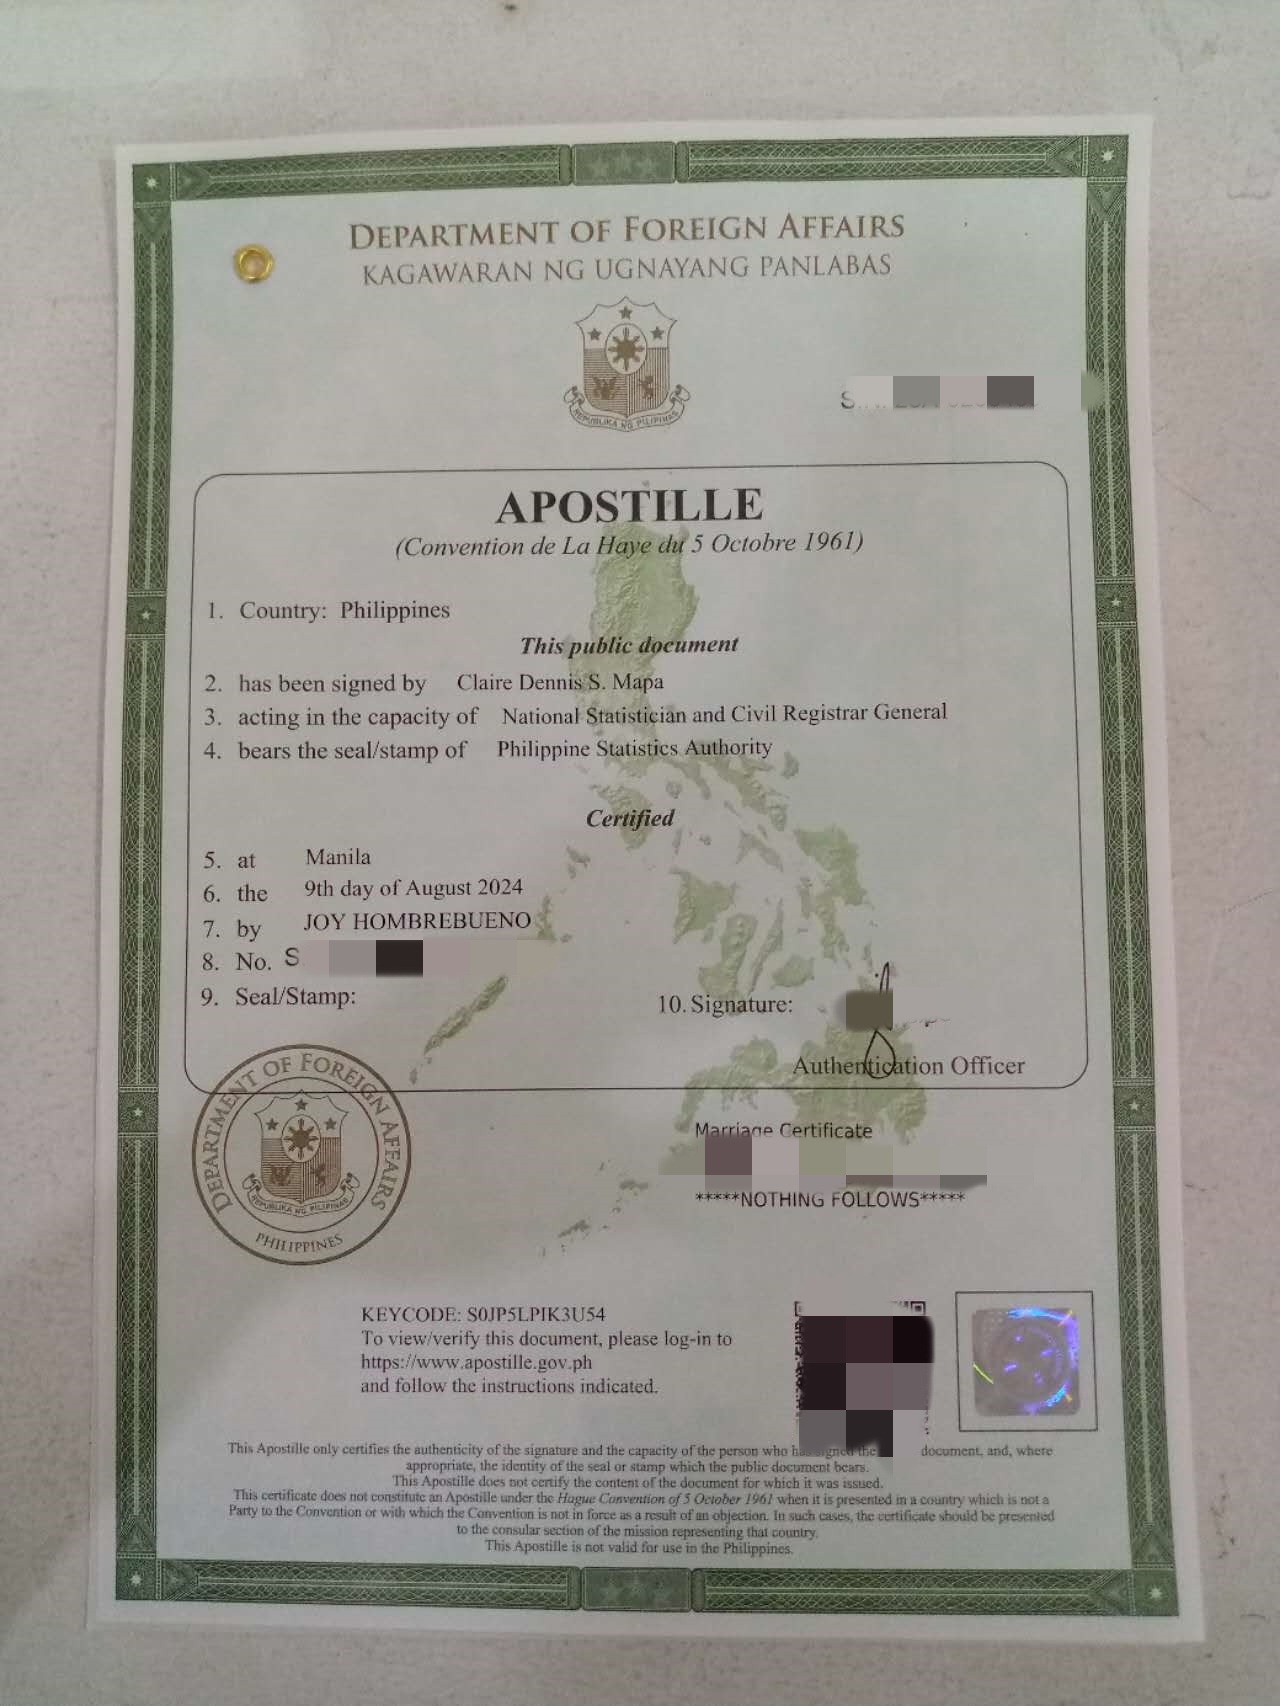 DEPARTMENT OF FOREIGN AFFAIRS
KAGAWARAN NG UGNAYANG PANLABAS
REPUBLIKA NG PILIPINAS
APOSTILLE
(Convention de La Haye du 5 Octobre 1961)
1. Country: Philippines
This public document
2. has been signed by Claire Dennis S. Mapa
3. acting in the capacity of National Statistician and Civil Registrar General
4. bears the seal/stamp of Philippine Statistics Authority
Certified
5. at Manila
6. the 9th day of August 2024
7. by JOY HOMBREBUENO
8. No. S
9. Seal/Stamp:
10. Signature:
Authentication Officer
DEPARTMENT OF FOREIGN AFFAIRS
REPUBLIKA NG PILIPINAS
PHILIPPINES
Marriage Certificate
*****NOTHING FOLLOWS*****
KEYCODE: S0JP5LPIK3U54
To view/verify this document, please log-in to
https://www.apostille.gov.ph
and follow the instructions indicated.
This Apostille only certifies the authenticity of the signature and the capacity of the person who signed the document, and, where
appropriate, the identity of the seal or stamp which the public document bears.
This Apostille does not certify the content of the document for which it was issued.
This certificate does not constitute an Apostille under the Hague Convention of 5 October 1961 when it is presented in a country which is not a
Party to the Convention or with which the Convention is not in force as a result of an objection. In such cases, the certificate should be presented
to the consular section of the mission representing that country.
This Apostille is not valid for use in the Philippines.